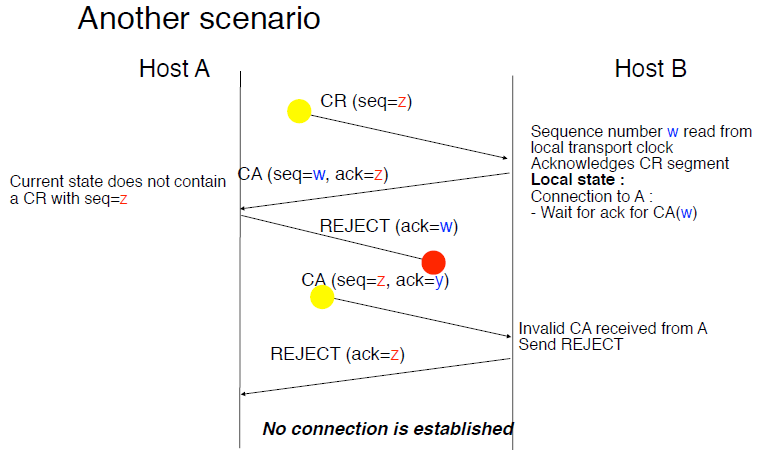 Another scenario
Host A
Host B
CR (seq=z)
Sequence number w read from
local transport clock
Acknowledges CR segment
Local state :
Connection to A :
- Wait for ack for CA(w)
CA (seq=w, ack=z)
Current state does not contain
a CR with seq=z
REJECT (ack=w)
CA (seq=z, ack=y)
Invalid CA received from A
Send REJECT
REJECT (ack=z)
No connection is established